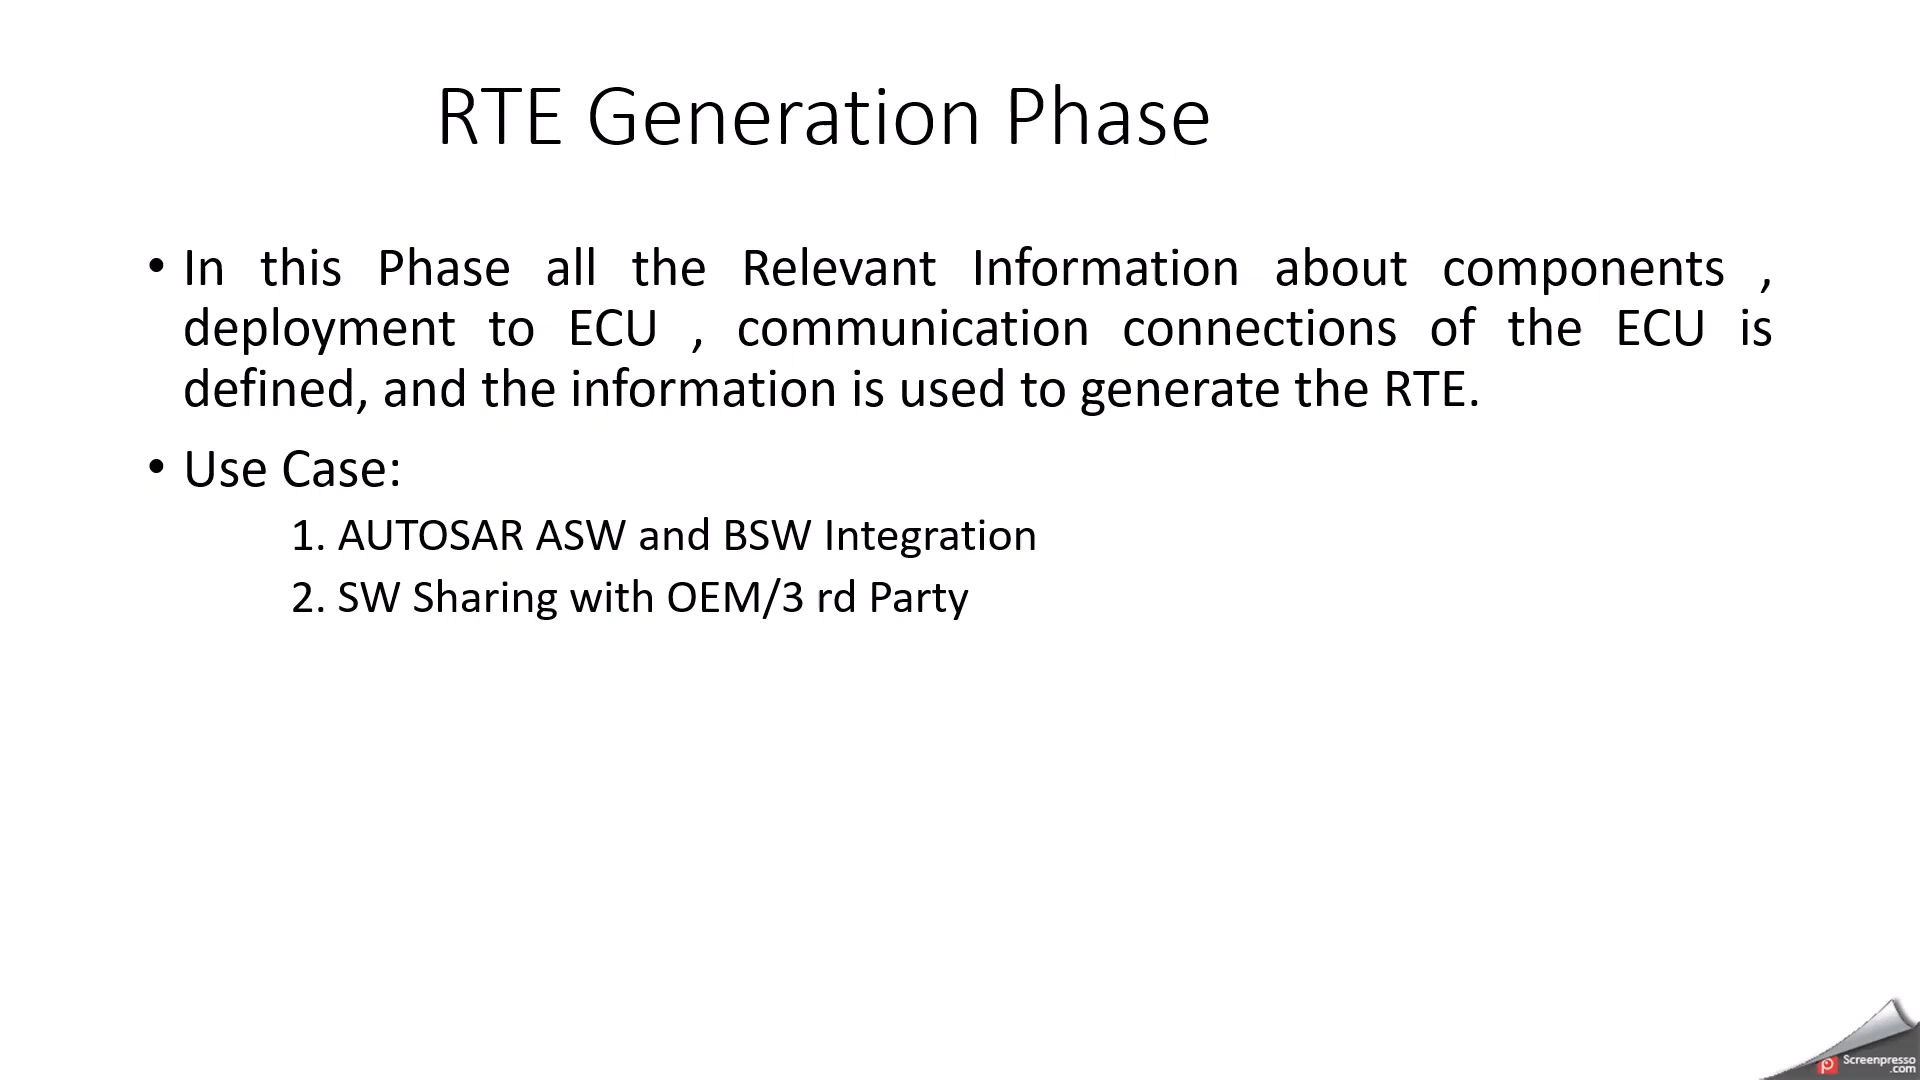 RTE Generation Phase
• In this Phase all the Relevant Information about components ,
deployment to ECU , communication connections of the ECU is
defined, and the information is used to generate the RTE.
• Use Case:
1. AUTOSAR ASW and BSW Integration
2. SW Sharing with OEM/3 rd Party
Screenpresso
.com